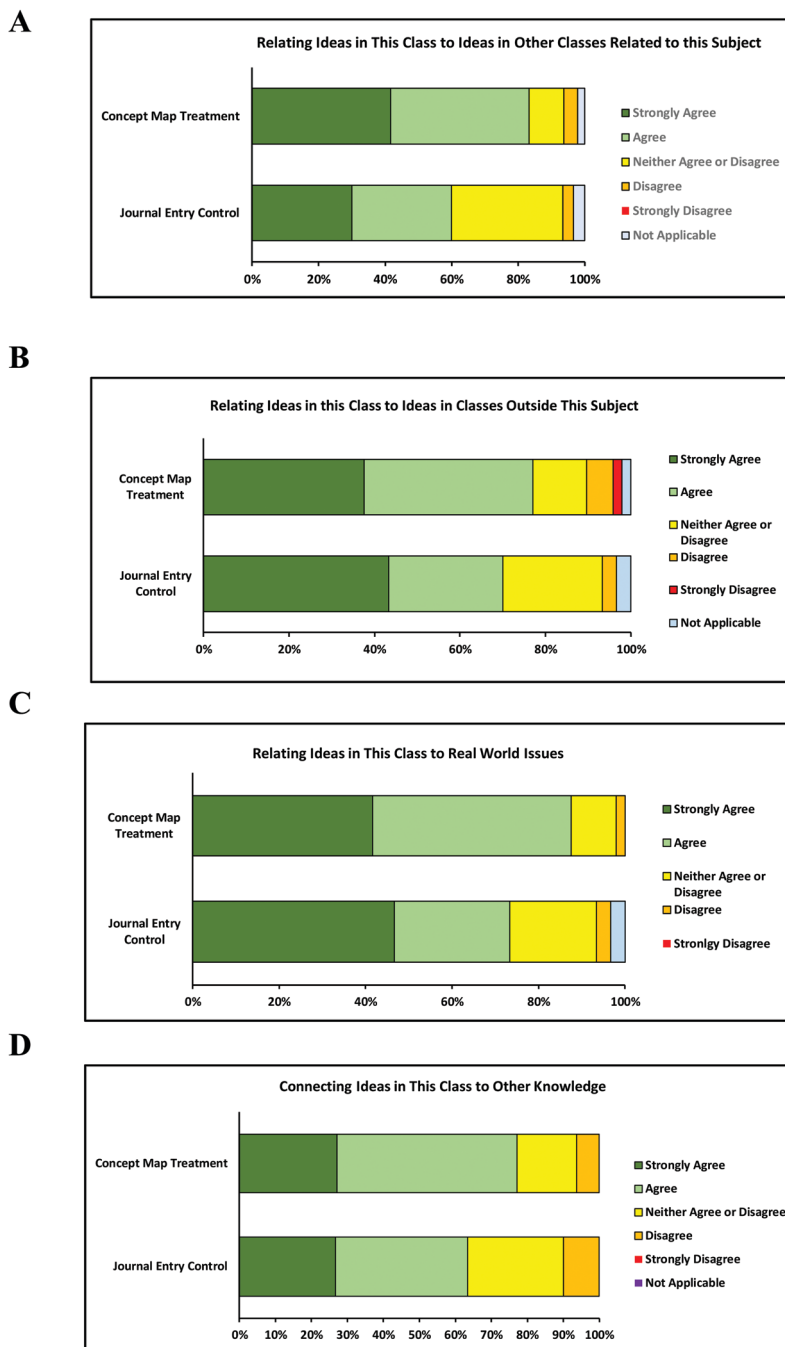 A
Relating Ideas in This Class to Ideas in Other Classes Related to this Subject
Concept Map Treatment
Journal Entry Control
0% 20% 40% 60% 80% 100%
Strongly Agree
Agree
Neither Agree or Disagree
Disagree
Strongly Disagree
Not Applicable
B
Relating Ideas in this Class to Ideas in Classes Outside This Subject
Concept Map
Treatment
Journal Entry
Control
0% 20% 40% 60% 80% 100%
Strongly Agree
Agree
Neither Agree or
Disagree
Disagree
Strongly Disagree
Not Applicable
C
Relating Ideas in This Class to Real World Issues
Concept Map
Treatment
Journal Entry
Control
0% 20% 40% 60% 80% 100%
Strongly Agree
Agree
Neither Agree or
Disagree
Disagree
Stronlgy Disagree
D
Connecting Ideas in This Class to Other Knowledge
Concept Map Treatment
Journal Entry Control
0% 10% 20% 30% 40% 50% 60% 70% 80% 90% 100%
Strongly Agree
Agree
Neither Agree or Disagree
Disagree
Strongly Disagree
Not Applicable